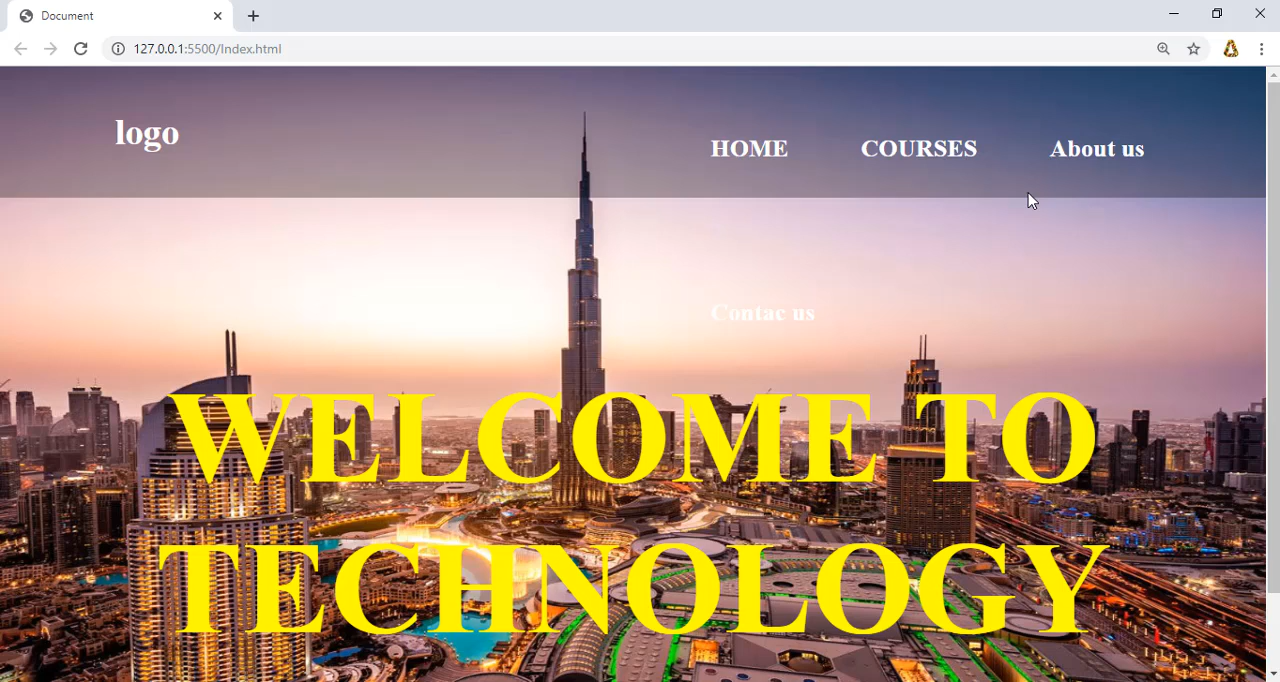 Document
127.0.0.1:5500/Index.html
logo
HOME COURSES About us
Contac us
WELCOME TO
TECHNOLOGY